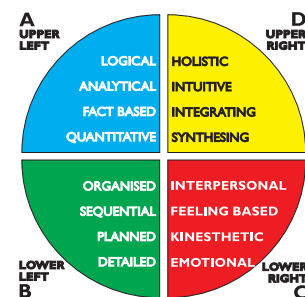 A
UPPER
LEFT
LOGICAL
ANALYTICAL
FACT BASED
QUANTITATIVE
D
UPPER
RIGHT
HOLISTIC
INTUITIVE
INTEGRATING
SYNTHESING
ORGANISED
SEQUENTIAL
PLANNED
DETAILED
LOWER
LEFT
B
INTERPERSONAL
FEELING BASED
KINESTHETIC
EMOTIONAL
LOWER
RIGHT
C